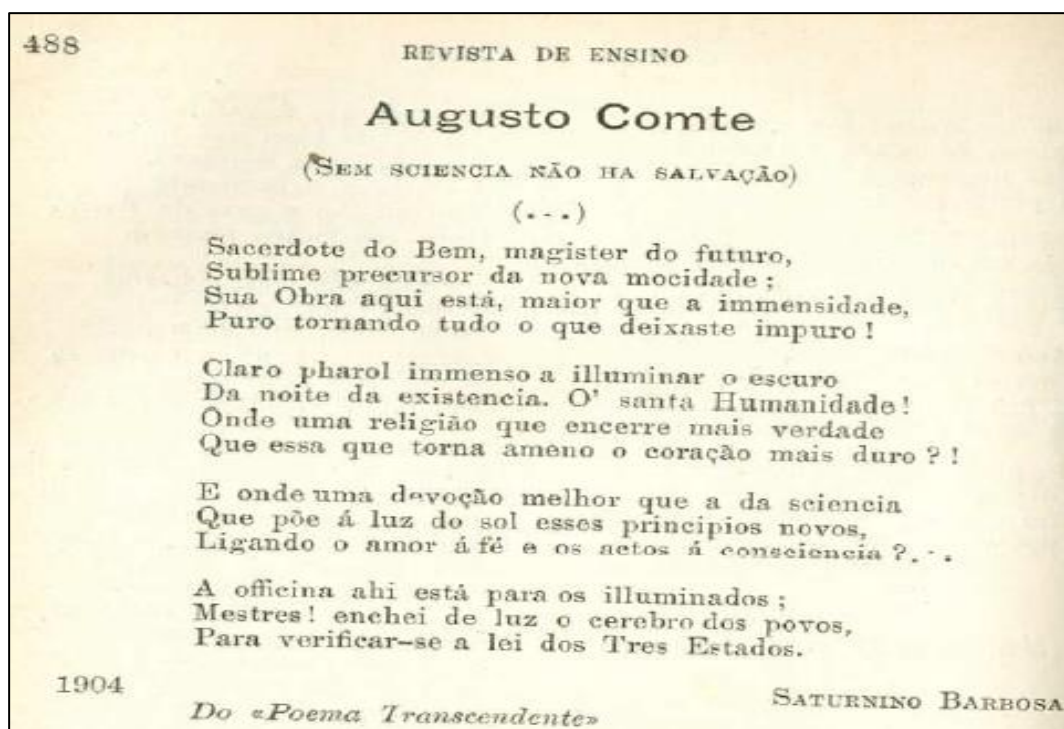 488
REVISTA DE ENSINO
Augusto Comte
(SEM SCIENCIA NÃO HA SALVAÇÃO)
(...)
Sacerdote do Bem, magister do futuro,
Sublime precursor da nova mocidade ;
Sua Obra aqui está, maior que a immensidade,
Puro tornando tudo o que deixaste impuro !
Claro pharol immenso a illuminar o escuro
Da noite da existencia. O' santa Humanidade !
Onde uma religião que encerre mais verdade
Que essa que torna ameno o coração mais duro ? !
E onde uma devoção melhor que a da sciencia
Que põe á luz do sol esses principios novos,
Ligando o amor á fé e os actos á consciencia ?...
A officina ahi está para os illuminados ;
Mestres ! enchei de luz o cerebro dos povos,
Para verificar-se a lei dos Tres Estados.
1904
SATURNINO BARBOSA
Do «Poema Transcendente»